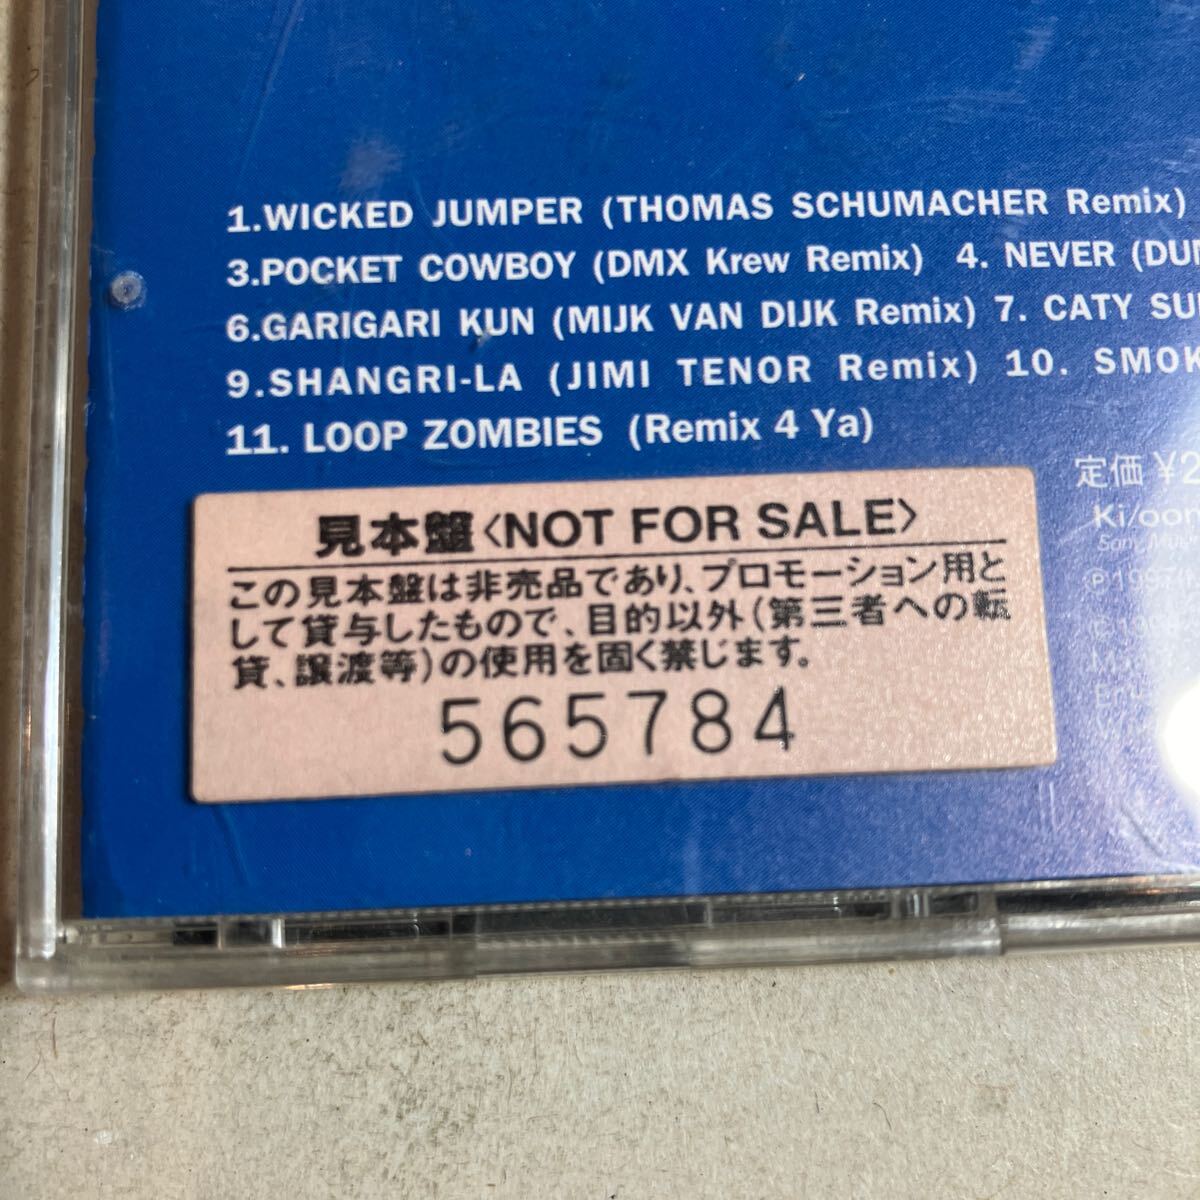 1.WICKED JUMPER (THOMAS SCHUMACHER Remix)
3.POCKET COWBOY (DMX Krew Remix) 4. NEVER
6.GARIGARI KUN (MIJK VAN DIJK Remix) 7. CATY
9.SHANGRI-LA (JIMI TENOR Remix) 10.
11. LOOP ZOMBIES (Remix 4 Ya)
定価 ¥2
見本盤〈NOT FOR SALE〉
この見本盤は非売品であり、プロモーション用と
して貸与したもので、目的以外(第三者への転
貸、譲渡等)の使用を固く禁じます。
565784